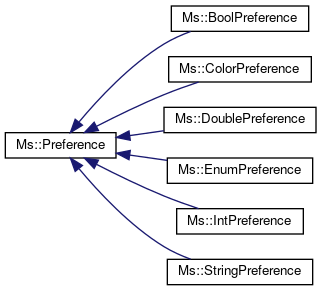 Ms::BoolPreference
Ms::ColorPreference
Ms::DoublePreference
Ms::Preference
Ms::EnumPreference
Ms::IntPreference
Ms::StringPreference